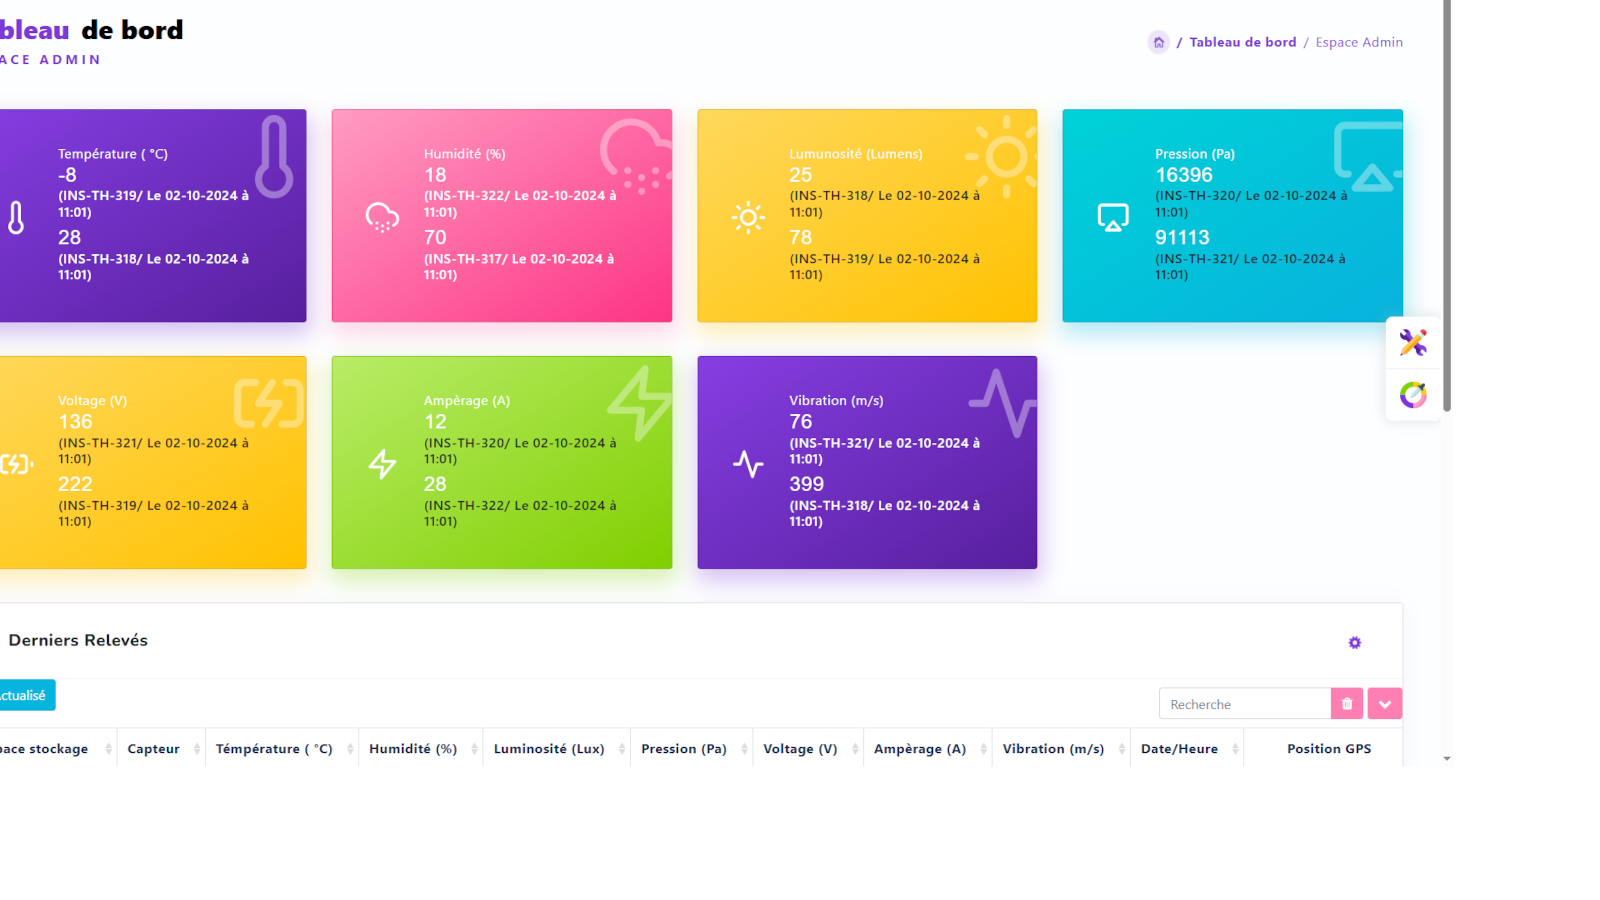 bleau de bord
ACE ADMIN
/ Tableau de bord / Espace Admin
Température ( °C)
-8
(INS-TH-319/ Le 02-10-2024 à
11:01)
28
(INS-TH-318/ Le 02-10-2024 à
11:01)
Humidité (%)
18
(INS-TH-322/ Le 02-10-2024 à
11:01)
70
(INS-TH-317/ Le 02-10-2024 à
11:01)
Lumunosité (Lumens)
25
(INS-TH-318/ Le 02-10-2024 à
11:01)
78
(INS-TH-319/ Le 02-10-2024 à
11:01)
Pression (Pa)
16396
(INS-TH-320/ Le 02-10-2024 à
11:01)
91113
(INS-TH-321/ Le 02-10-2024 à
11:01)
Voltage (V)
136
(INS-TH-321/ Le 02-10-2024 à
11:01)
222
(INS-TH-319/ Le 02-10-2024 à
11:01)
Ampèrage (A)
12
(INS-TH-320/ Le 02-10-2024 à
11:01)
28
(INS-TH-322/ Le 02-10-2024 à
11:01)
Vibration (m/s)
76
(INS-TH-321/ Le 02-10-2024 à
11:01)
399
(INS-TH-318/ Le 02-10-2024 à
11:01)
Derniers Relevés
ctualisé
Recherche
pace stockage Capteur Témpérature ( °C) Humidité (%) Luminosité (Lux) Pression (Pa) Voltage (V) Ampèrage (A) Vibration (m/s) Date/Heure Position GPS